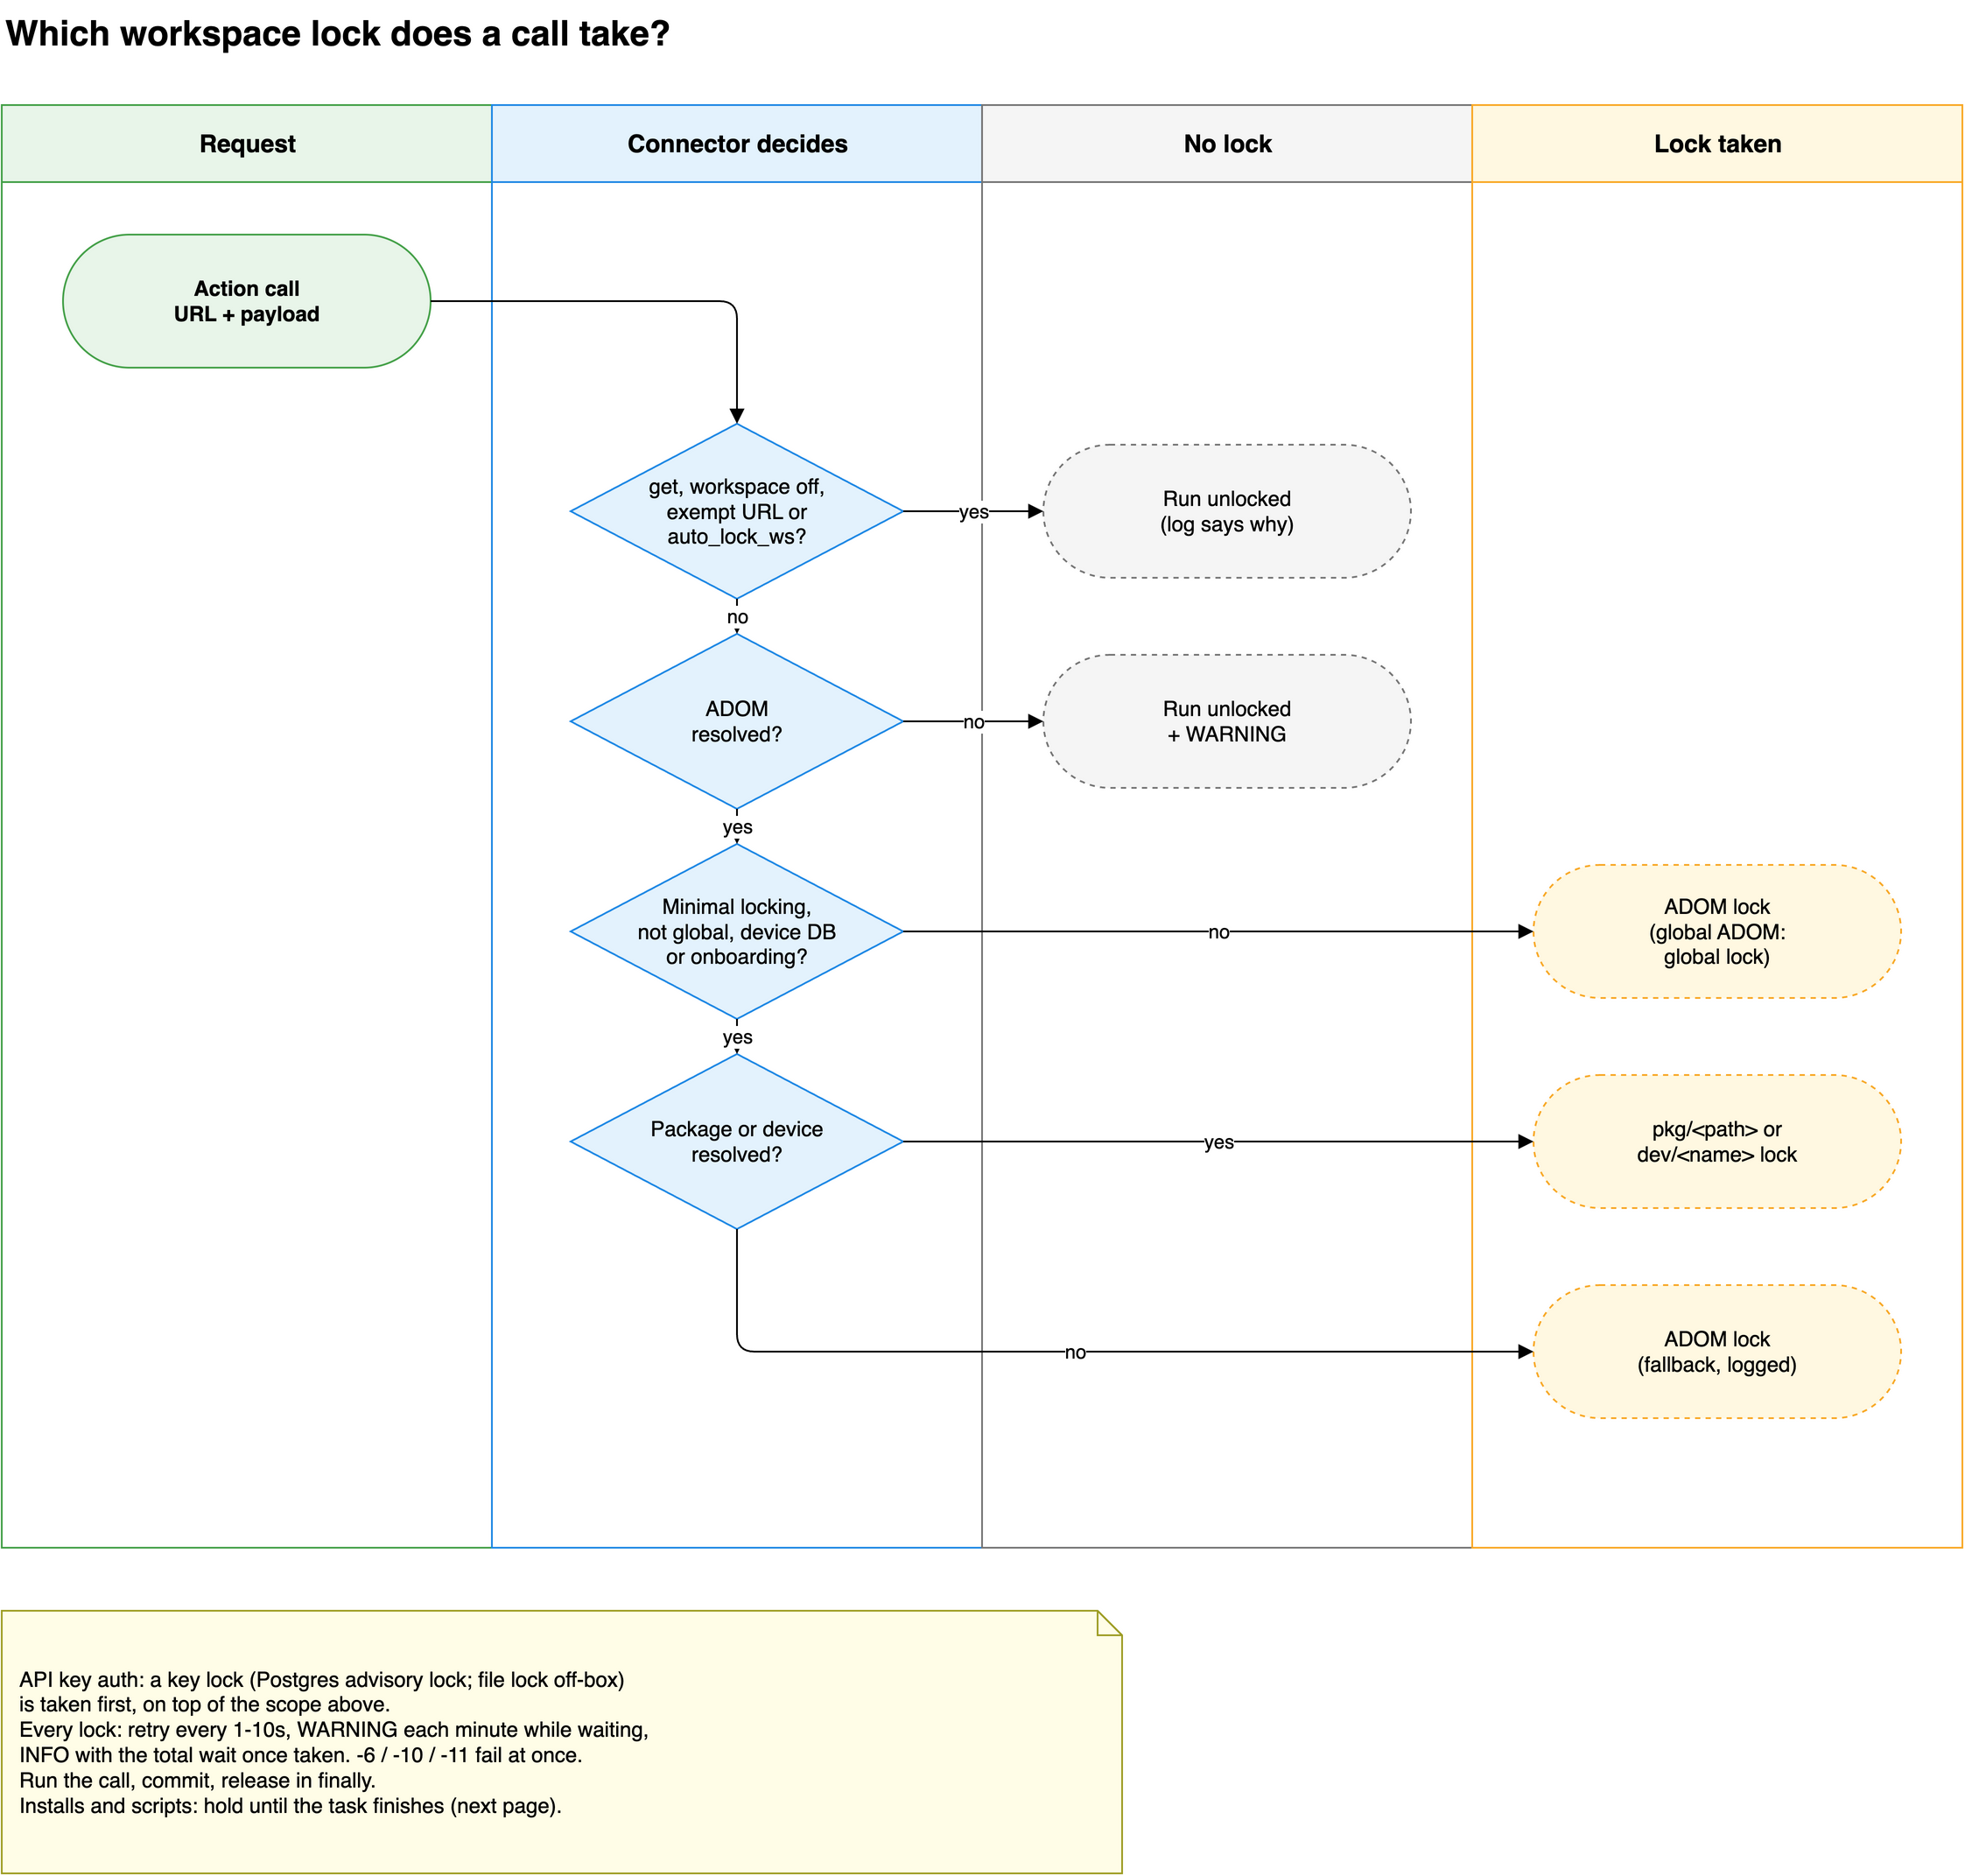 Which workspace lock does a call take?
Request
Connector decides
No lock
Lock taken
Action call
URL + payload
get, workspace off,
exempt URL or
auto_lock_ws?
yes
Run unlocked
(log says why)
no
ADOM
resolved?
no
Run unlocked
+ WARNING
yes
Minimal locking,
not global, device DB
or onboarding?
no
ADOM lock
(global ADOM:
global lock)
yes
Package or device
resolved?
yes
pkg/<path> or
dev/<name> lock
no
ADOM lock
(fallback, logged)
API key auth: a key lock (Postgres advisory lock; file lock off-box)
is taken first, on top of the scope above.
Every lock: retry every 1-10s, WARNING each minute while waiting,
INFO with the total wait once taken. -6 / -10 / -11 fail at once.
Run the call, commit, release in finally.
Installs and scripts: hold until the task finishes (next page).